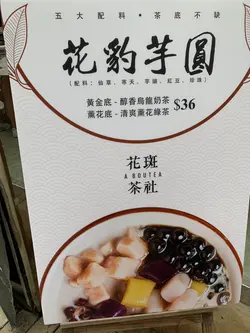 五大配料・茶底不缺
花豹芋圓
(配料：仙草、寒天、芋頭、紅豆、珍珠)
黃金底 - 醇香烏龍奶茶 $36
薰花底 - 清爽薰花綠茶
花斑
A BOUTEA
茶社